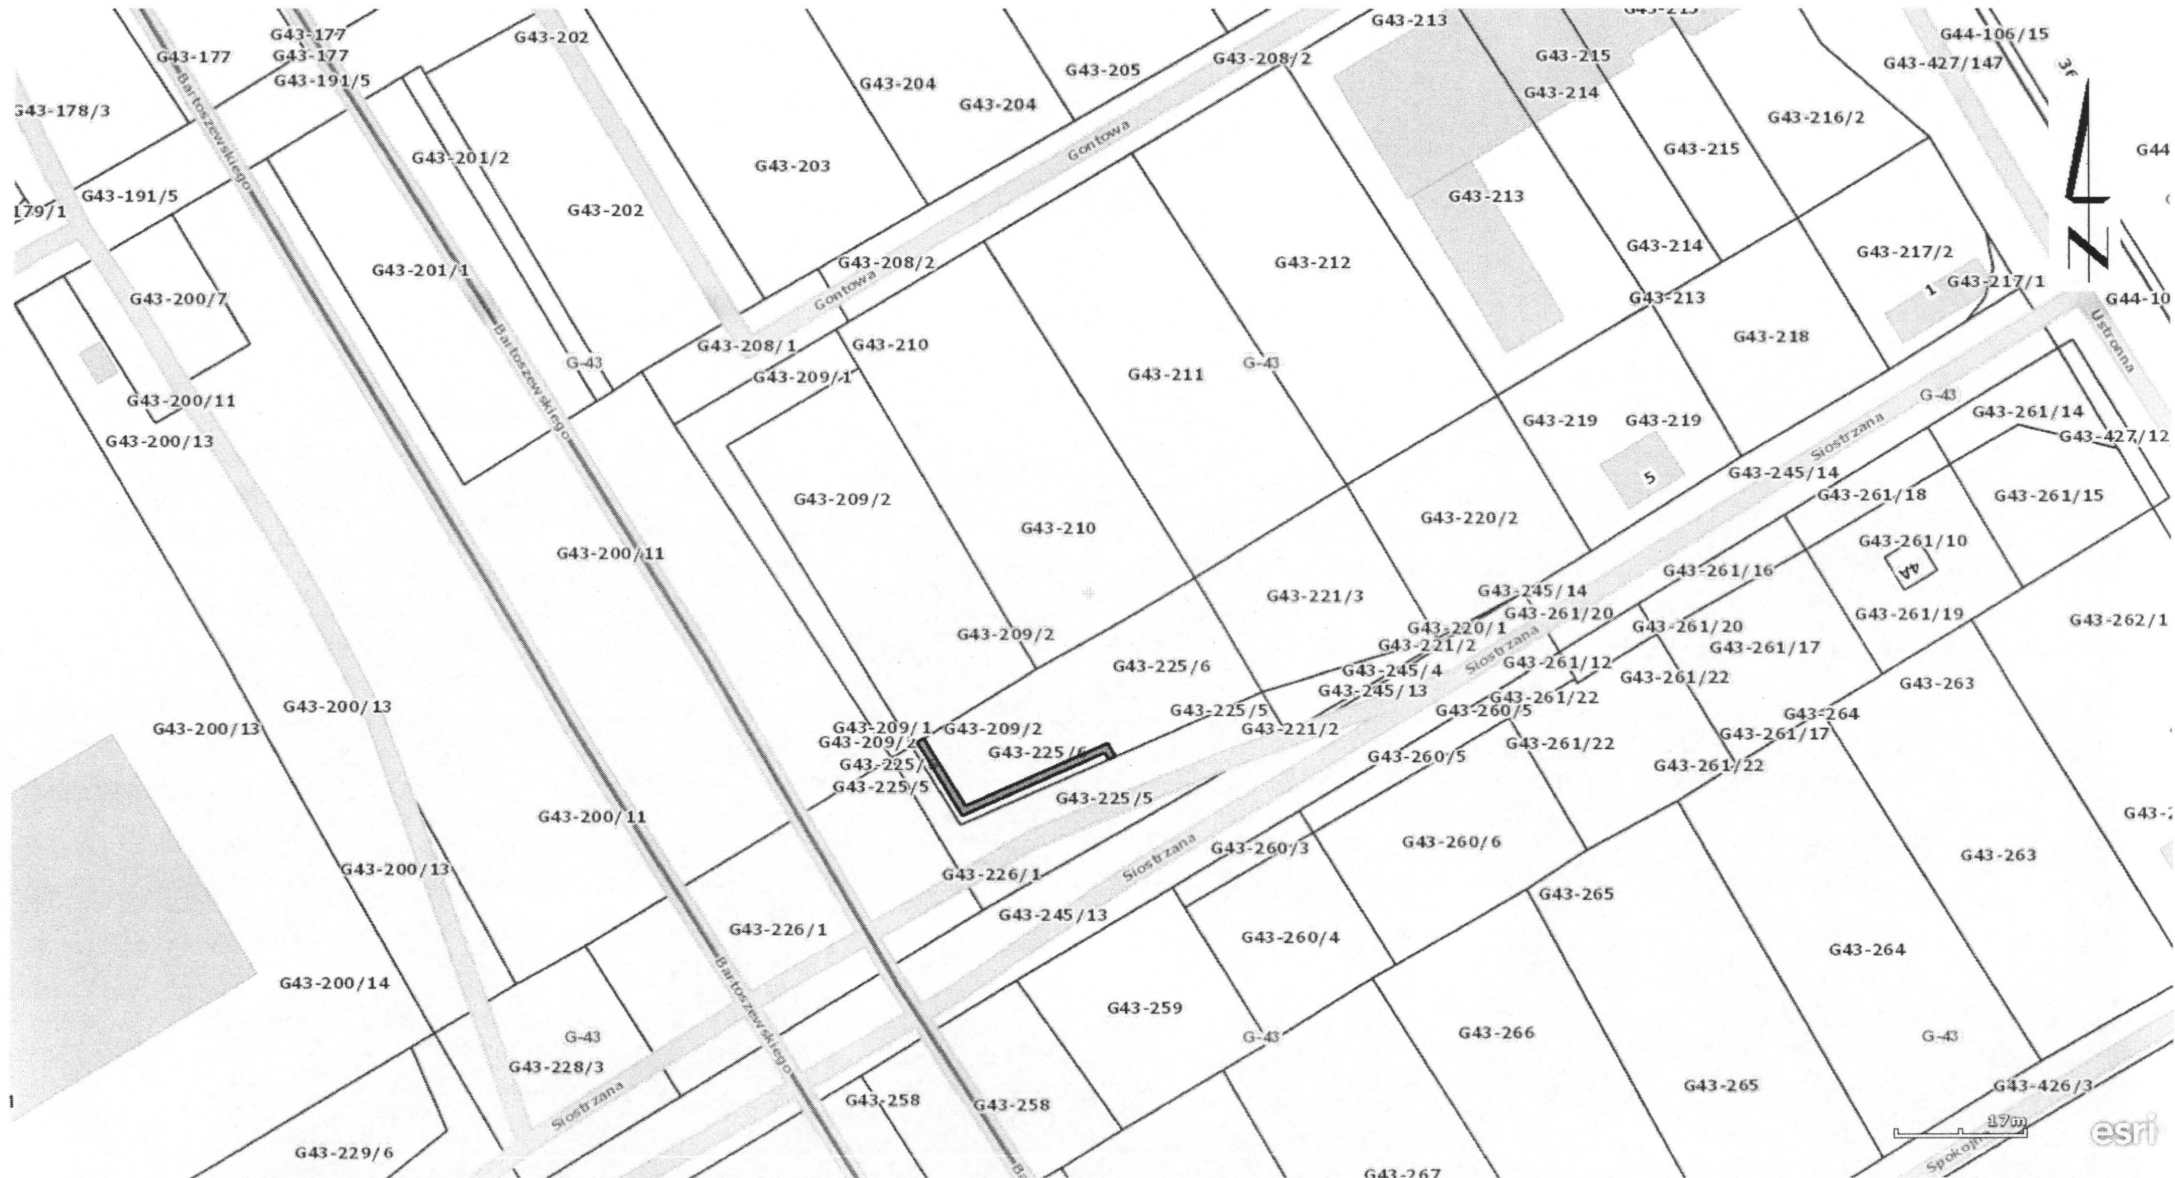 G43-177
G43-202
G43-213
G43-215
G44-106/15
G43-177
G43-177
G43-191/5
G43-205
G43-208/2
G43-215
G43-427/147
36
G43-178/3
G43-204
G43-204
G43-214
G43-216/2
Bartoszewskiego
G43-201/2
G43-203
Gontowa
G43-215
G44
G43-191/5
179/1
G43-202
G43-213
G43-201/1
G43-208/2
G43-212
G43-214
G43-217/2
N
G43-200/7
Gontowa
G43-213
1
G43-217/1
G44-10
G43-208/1
G43-210
G43-218
Ustronna
G-43
G43-209/1
G43-211
G-43
Bartoszewskiego
G43-200/11
G43-200/13
G43-219
G43-219
G-43
G43-261/14
Siostrzana
G43-427/12
G43-209/2
5
G43-245/14
G43-261/18
G43-261/15
G43-210
G43-220/2
G43-200/11
G43-261/10
4A
G43-261/16
G43-221/3
G43-245/14
G43-261/20
G43-261/19
G43-262/1
G43-209/2
G43-220/1
G43-261/20
G43-221/2
Siostrzana
G43-261/17
G43-225/6
G43-245/4
G43-261/12
G43-261/22
G43-263
G43-200/13
G43-245/13
G43-261/22
G43-200/13
G43-225/5
G43-260/5
G43-264
G43-209/1
G43-209/2
G43-221/2
G43-261/17
G43-209/2
G43-225/6
G43-261/22
G43-225/
G43-260/5
G43-261/22
G43-225/5
G43-225/5
G43-200/11
G43-2
G43-200/13
G43-226/1
Siostrzana
G43-260/3
G43-260/6
G43-263
G43-245/13
G43-265
G43-226/1
G43-260/4
G43-264
G43-200/14
Bartoszewskiego
G43-259
G-43
G-43
G43-266
G-43
G43-228/3
Siostrzana
G43-258
G43-258
G43-265
G43-426/3
17m
esri
G43-229/6
Spokojna
G43-267